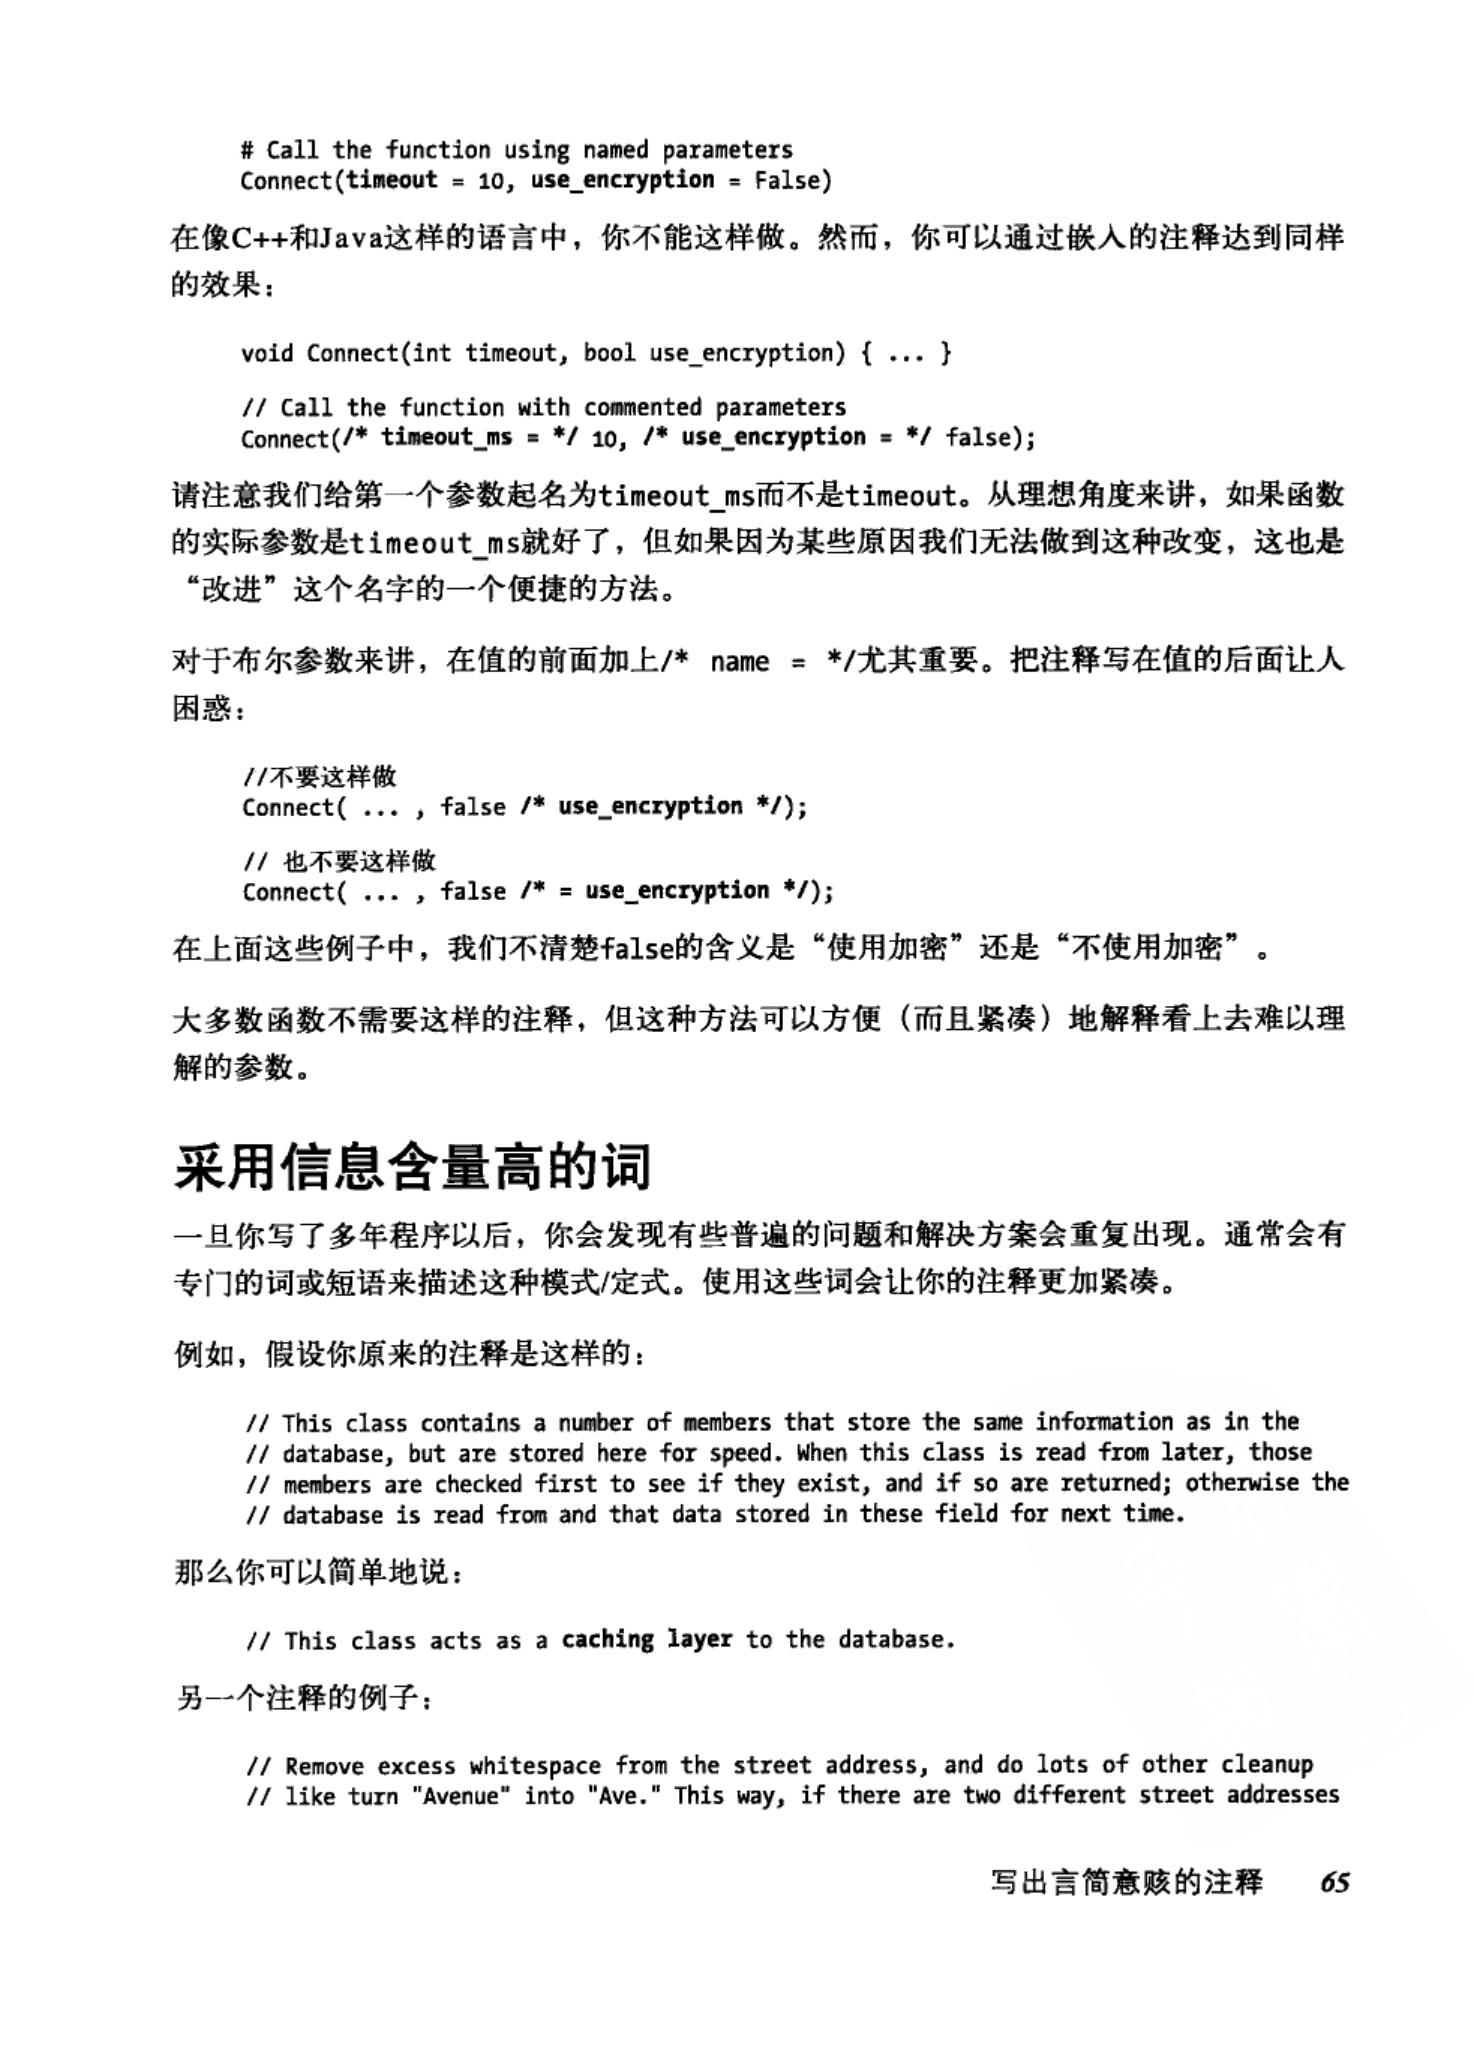 # Call the function using named parameters
Connect(timeout = 10, use_encryption = False)
在像C++和Java这样的语言中，你不能这样做。然而，你可以通过嵌入的注释达到同样
的效果：
void Connect(int timeout, bool use_encryption) { ... }
// Call the function with commented parameters
Connect(/* timeout_ms = */ 10, /* use_encryption = */ false);
请注意我们给第一个参数起名为timeout_ms而不是timeout。从理想角度来讲，如果函数
的实际参数是timeout_ms就好了，但如果因为某些原因我们无法做到这种改变，这也是
“改进”这个名字的一个便捷的方法。
对于布尔参数来讲，在值的前面加上/* name = */尤其重要。把注释写在值的后面让人
困惑：
//不要这样做
Connect( ... , false /* use_encryption */);
// 也不要这样做
Connect( ... , false /* = use_encryption */);
在上面这些例子中，我们不清楚false的含义是“使用加密”还是“不使用加密”。
大多数函数不需要这样的注释，但这种方法可以方便（而且紧凑）地解释看上去难以理
解的参数。
采用信息含量高的词
一旦你写了多年程序以后，你会发现有些普遍的问题和解决方案会重复出现。通常会有
专门的词或短语来描述这种模式/定式。使用这些词会让你的注释更加紧凑。
例如，假设你原来的注释是这样的：
// This class contains a number of members that store the same information as in the
// database, but are stored here for speed. When this class is read from later, those
// members are checked first to see if they exist, and if so are returned; otherwise the
// database is read from and that data stored in these field for next time.
那么你可以简单地说：
// This class acts as a caching layer to the database.
另一个注释的例子：
// Remove excess whitespace from the street address, and do lots of other cleanup
// like turn "Avenue" into "Ave." This way, if there are two different street addresses
写出言简意赅的注释 65